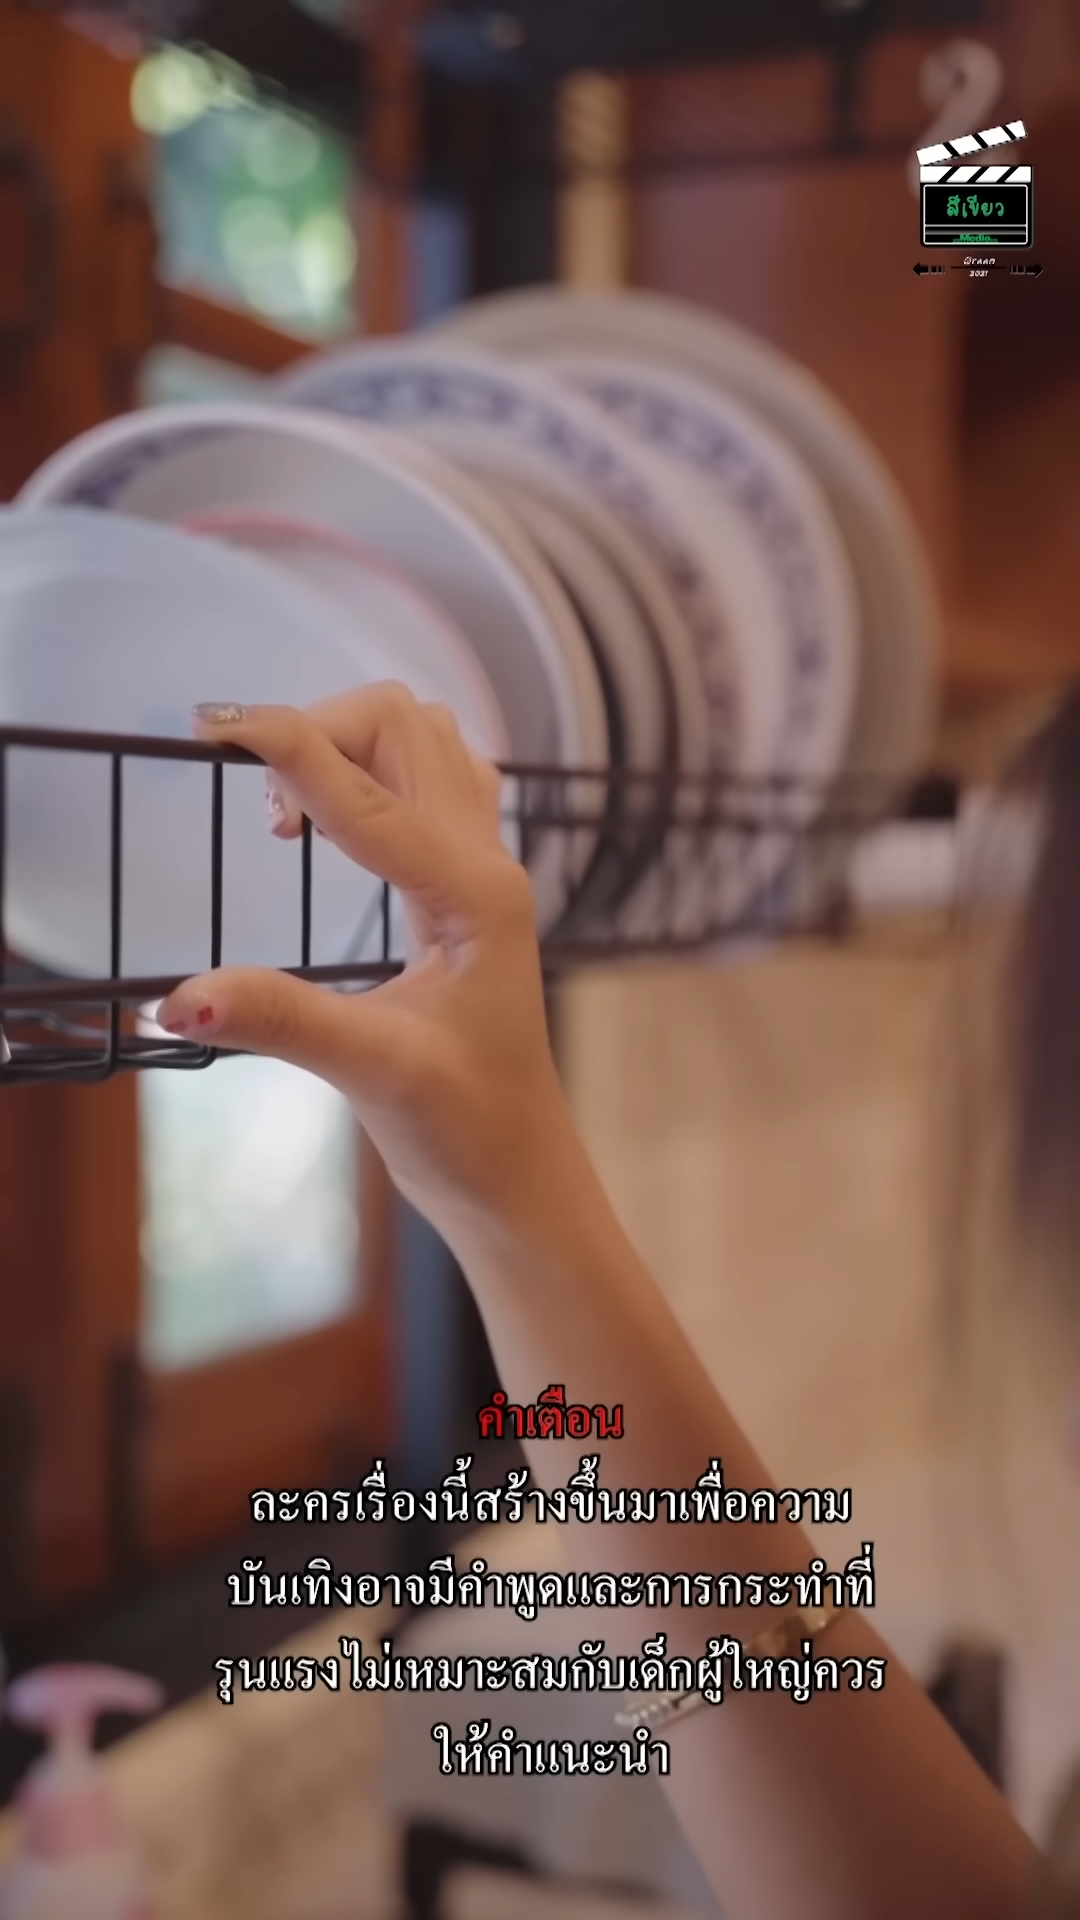 สีเขียว
Media
Green
2021
คำเตือน
ละครเรื่องนี้สร้างขึ้นมาเพื่อความ
บันเทิงอาจมีคำพูดและการกระทำที่
รุนแรงไม่เหมาะสมกับเด็กผู้ใหญ่ควร
ให้คำแนะนำ